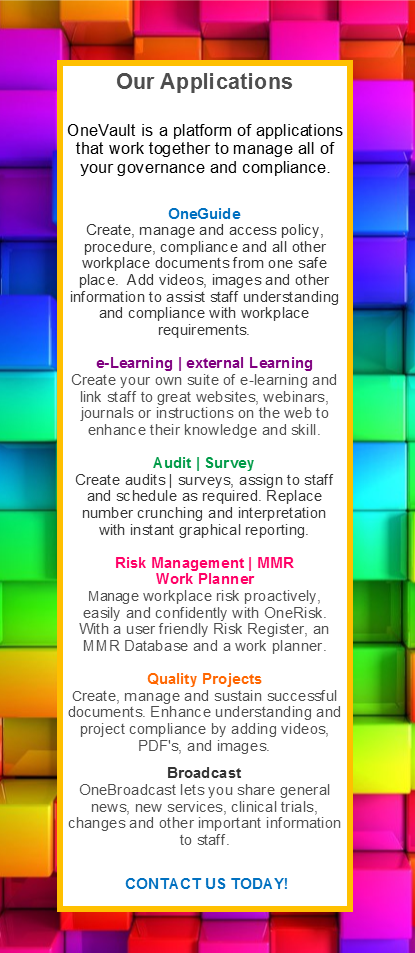 Our Applications
OneVault is a platform of applications
that work together to manage all of
your governance and compliance.
OneGuide
Create, manage and access policy,
procedure, compliance and all other
workplace documents from one safe
place.  Add videos, images and other
information to assist staff understanding
and compliance with workplace
requirements.
e-Learning | external Learning
Create your own suite of e-learning and
link staff to great websites, webinars,
journals or instructions on the web to
enhance their knowledge and skill.
Audit | Survey
Create audits | surveys, assign to staff
and schedule as required. Replace
number crunching and interpretation
with instant graphical reporting.
Risk Management | MMR
Work Planner
Manage workplace risk proactively,
easily and confidently with OneRisk.
With a user friendly Risk Register, an
MMR Database and a work planner.
Quality Projects
Create, manage and sustain successful
documents. Enhance understanding and
project compliance by adding videos,
PDF's, and images.
Broadcast
OneBroadcast lets you share general
news, new services, clinical trials,
changes and other important information
to staff.
CONTACT US TODAY!